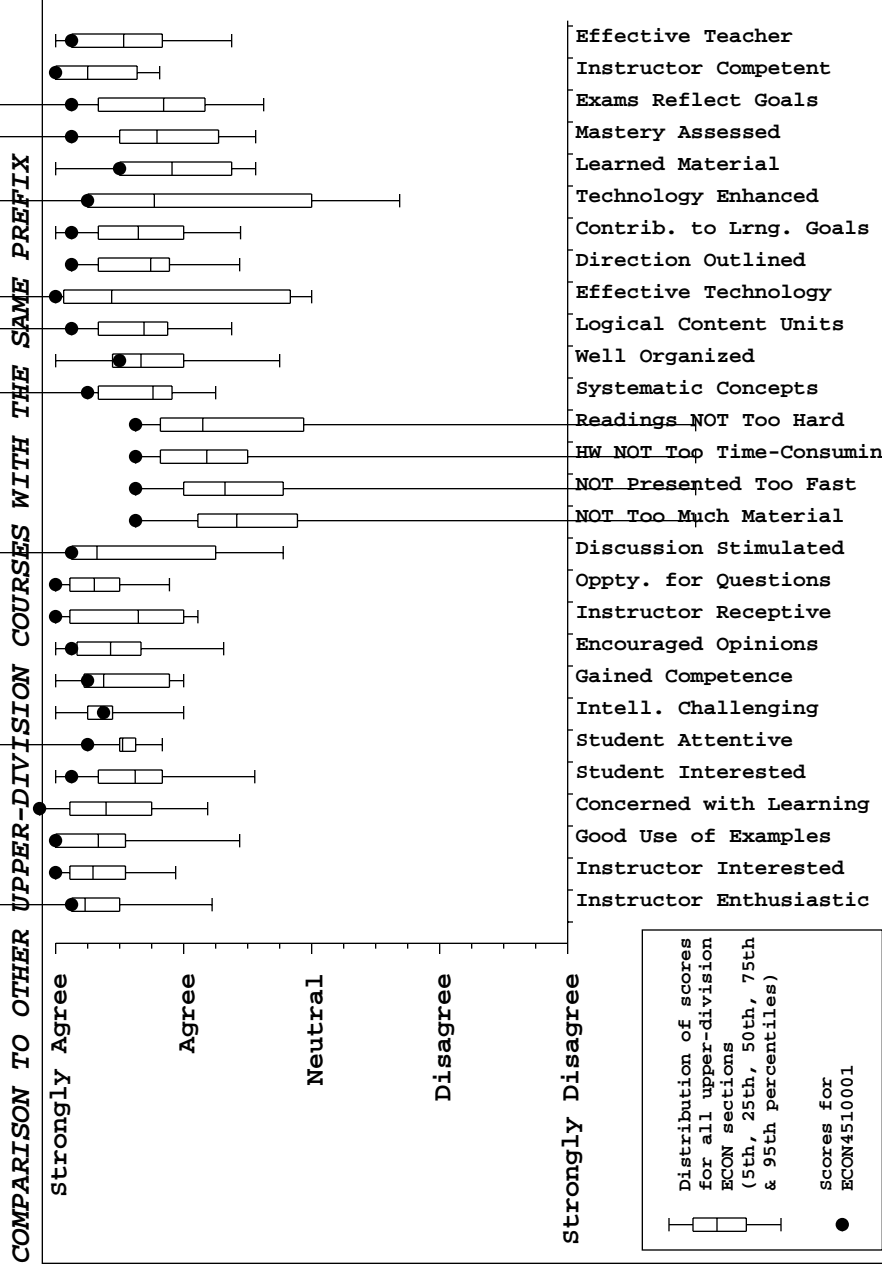 COMPARISON TO OTHER UPPER-DIVISION COURSES WITH THE SAME PREFIX
Strongly Agree
Agree
Neutral
Disagree
Strongly Disagree
Effective Teacher
Instructor Competent
Exams Reflect Goals
Mastery Assessed
Learned Material
Technology Enhanced
Contrib. to Lrng. Goals
Direction Outlined
Effective Technology
Logical Content Units
Well Organized
Systematic Concepts
Readings NOT Too Hard
HW NOT Too Time-Consumin
NOT Presented Too Fast
NOT Too Much Material
Discussion Stimulated
Oppty. for Questions
Instructor Receptive
Encouraged Opinions
Gained Competence
Intell. Challenging
Student Attentive
Student Interested
Concerned with Learning
Good Use of Examples
Instructor Interested
Instructor Enthusiastic
Distribution of scores
for all upper-division
ECON sections
(5th, 25th, 50th, 75th
& 95th percentiles)
Scores for
ECON4510001